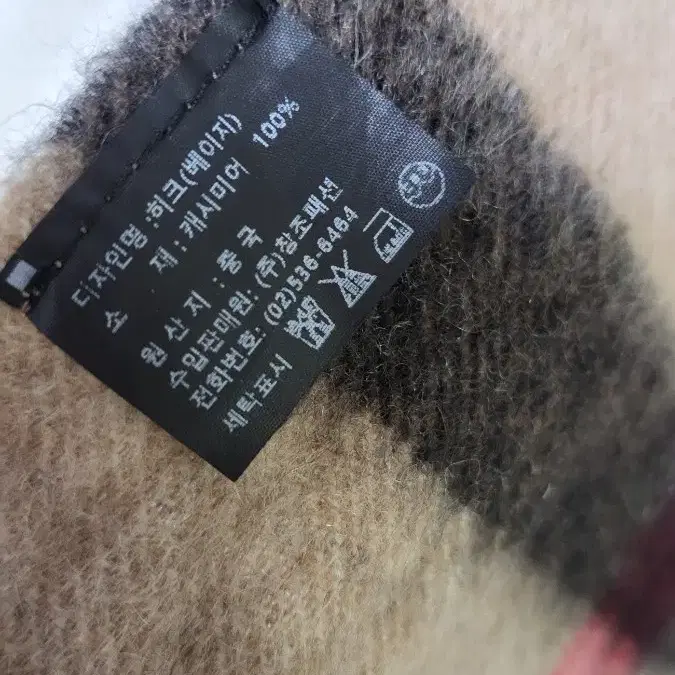 디자인명 :히크(베이지)
소 재 : 캐시미어 100%
원 산 지 : 중국
수입판매원: (주)창조패션
전화번호: (02)536-6464
세탁표시